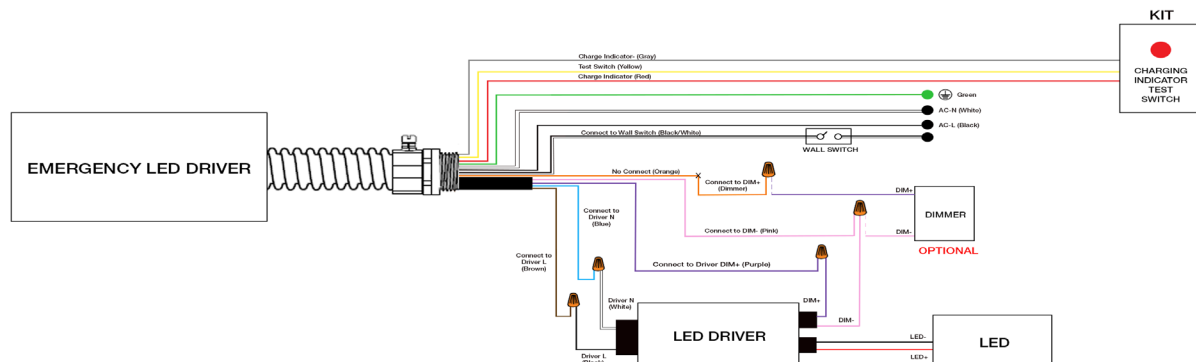 KIT
CHARGING
INDICATOR
TEST
SWITCH
Charge Indicator- (Gray)
Test Switch (Yellow)
Charge Indicator (Red)
Green
AC-N (White)
AC-L (Black)
Connect to Wall Switch (Black/White)
WALL SWITCH
EMERGENCY LED DRIVER
No Connect (Orange)
Connect to DIM+
(Dimmer)
DIM+
DIMMER
DIM-
OPTIONAL
Connect to
Driver N
(Blue)
Connect to DIM- (Pink)
Connect to
Driver L
(Brown)
Connect to Driver DIM+ (Purple)
Driver N
(White)
DIM+
DIM-
LED DRIVER
LED-
LED+
LED
Driver L
(Black)